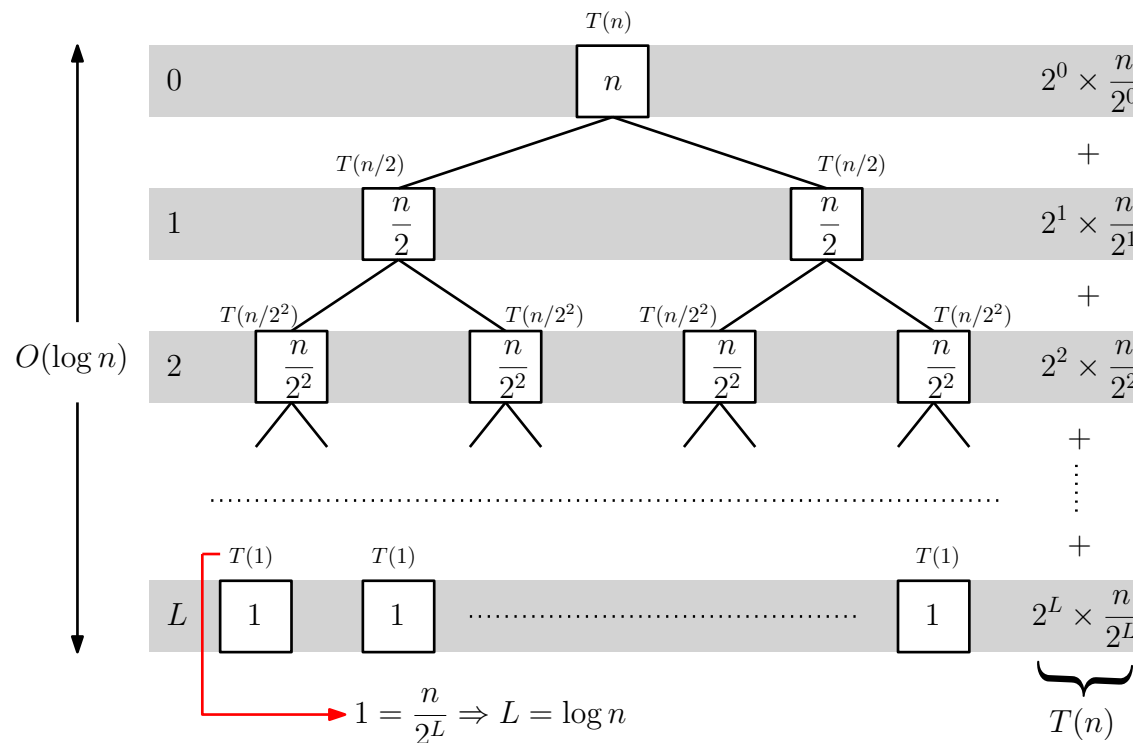 T(n)
0 n 2^0 × n/2^0
+
T(n/2) T(n/2)
1 n/2 n/2 2^1 × n/2^1
+
T(n/2^2) T(n/2^2) T(n/2^2) T(n/2^2)
O(log n) 2 n/2^2 n/2^2 n/2^2 n/2^2 2^2 × n/2^2
+
+
T(1) T(1) T(1)
L 1 1 1 2^L × n/2^L
1 = n/2^L ⇒ L = log n T(n)